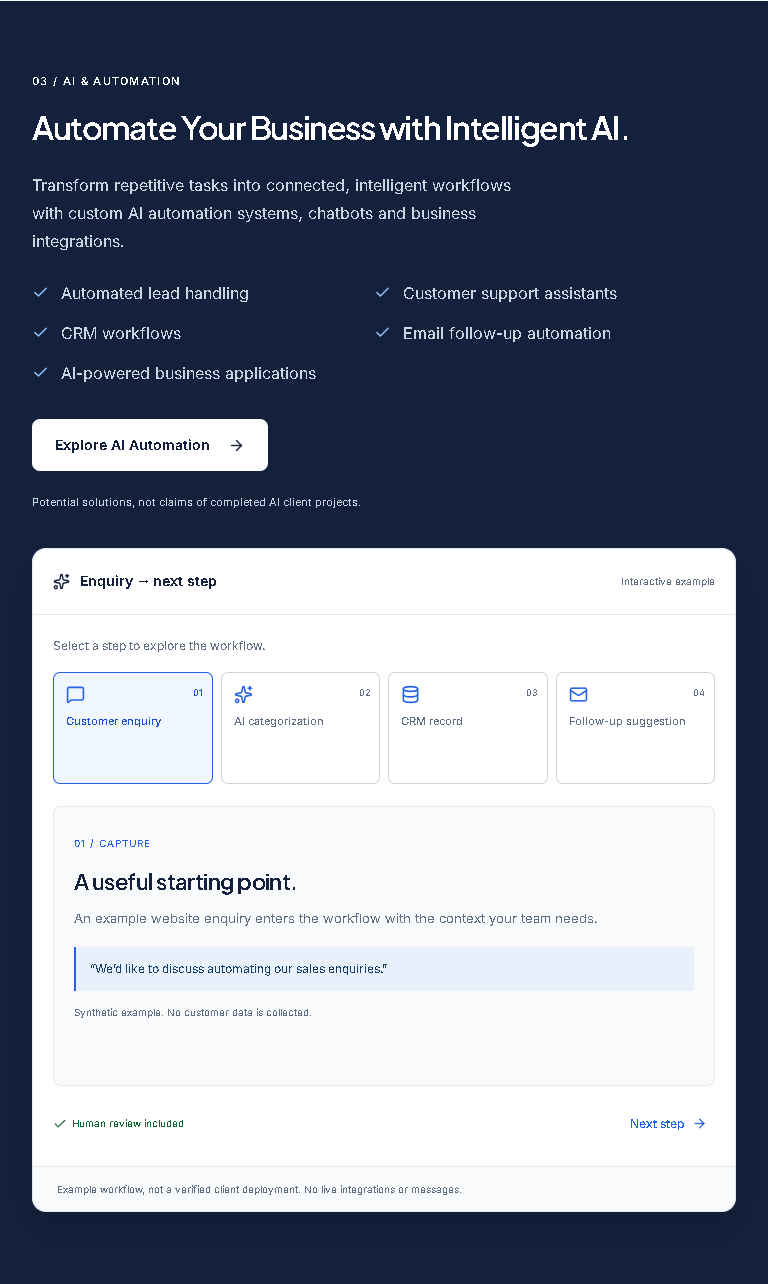 03 / AI & AUTOMATION
Automate Your Business with Intelligent AI.
Transform repetitive tasks into connected, intelligent workflows
with custom AI automation systems, chatbots and business
integrations.
Automated lead handling
Customer support assistants
CRM workflows
Email follow-up automation
AI-powered business applications
Explore AI Automation →
Potential solutions, not claims of completed AI client projects.
Enquiry → next step
Interactive example
Select a step to explore the workflow.
01
Customer enquiry
02
AI categorization
03
CRM record
04
Follow-up suggestion
01 / CAPTURE
A useful starting point.
An example website enquiry enters the workflow with the context your team needs.
“We’d like to discuss automating our sales enquiries.”
Synthetic example. No customer data is collected.
Human review included
Next step →
Example workflow, not a verified client deployment. No live integrations or messages.